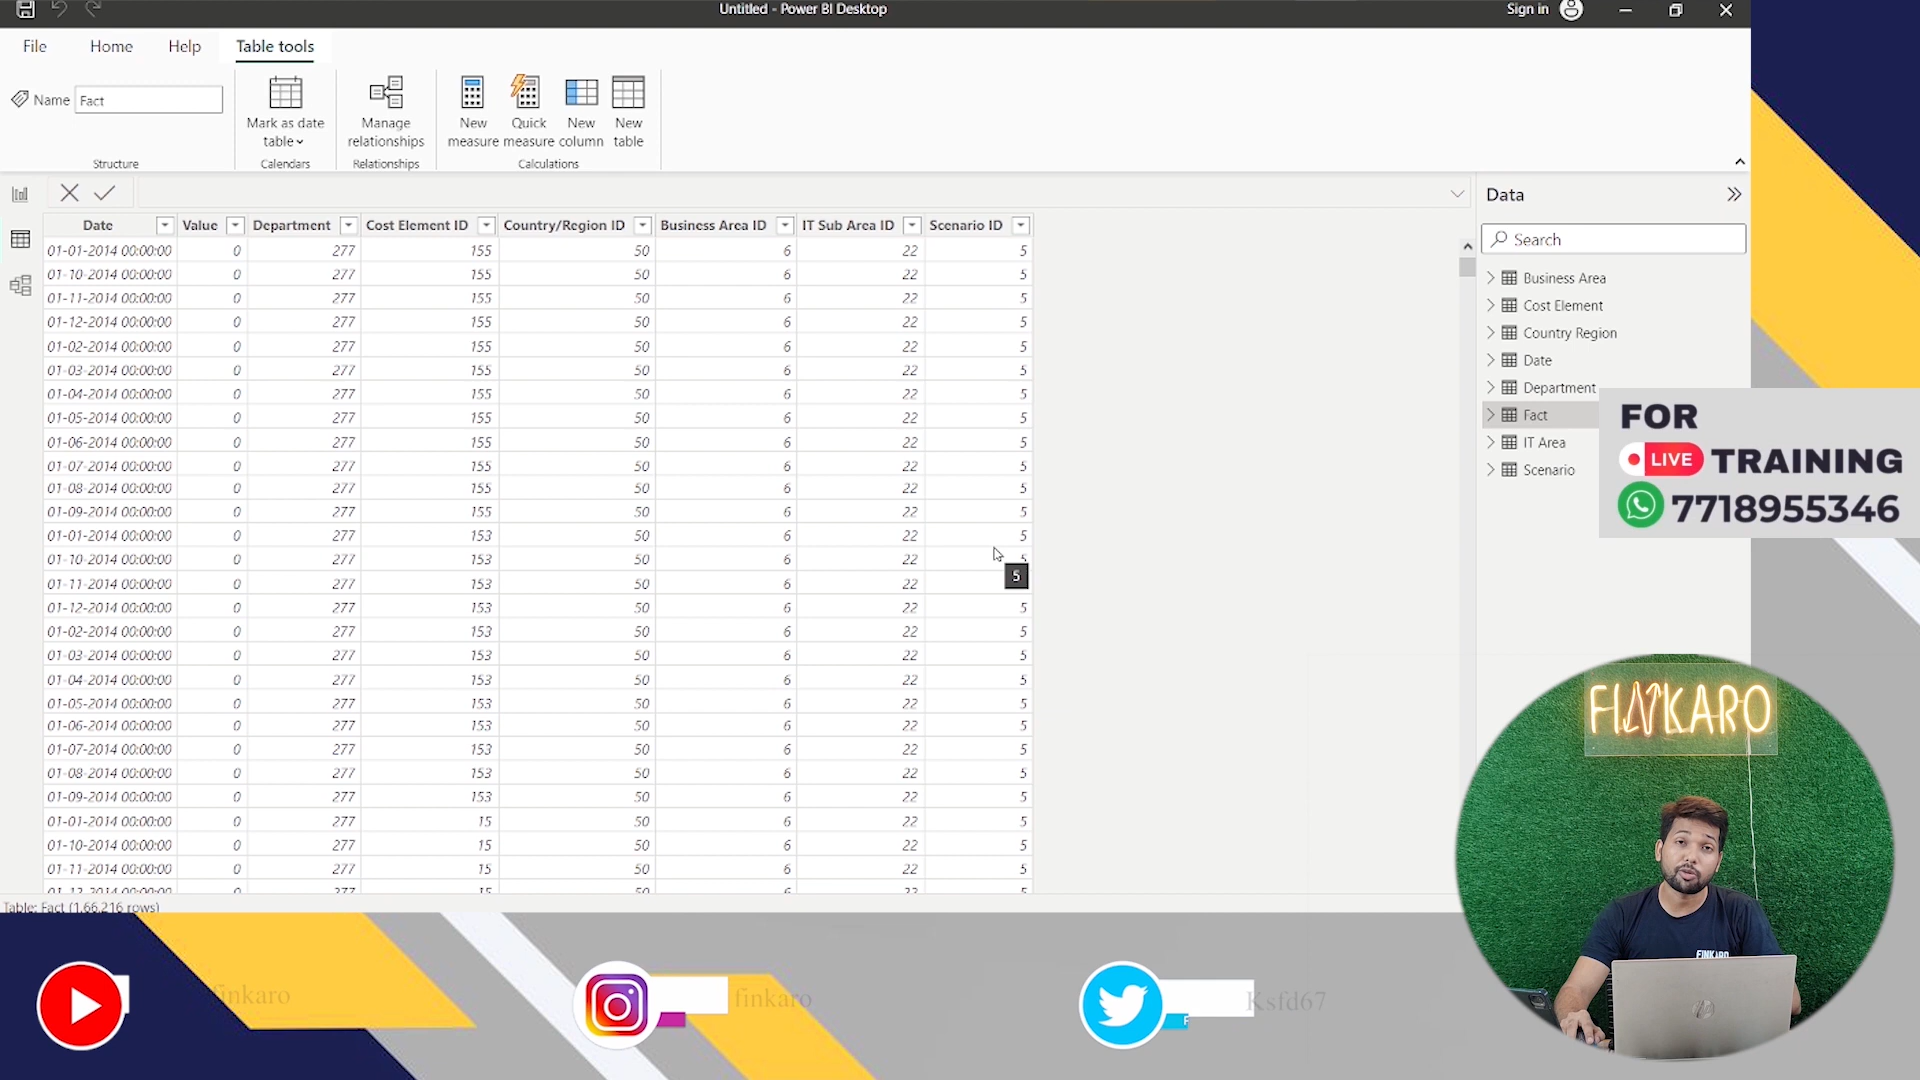 Untitled - Power BI Desktop
Sign in
File Home Help Table tools
Name Fact
Mark as date table
Manage relationships
New measure
Quick measure
New column
New table
Structure Calendars Relationships Calculations
Data
Search
Business Area
Cost Element
Country Region
Date
Department
Fact
IT Area
Scenario
Date Value Department Cost Element ID Country/Region ID Business Area ID IT Sub Area ID Scenario ID
01-01-2014 00:00:00 0 277 155 50 6 22 5
01-10-2014 00:00:00 0 277 155 50 6 22 5
01-11-2014 00:00:00 0 277 155 50 6 22 5
01-12-2014 00:00:00 0 277 155 50 6 22 5
01-02-2014 00:00:00 0 277 155 50 6 22 5
01-03-2014 00:00:00 0 277 155 50 6 22 5
01-04-2014 00:00:00 0 277 155 50 6 22 5
01-05-2014 00:00:00 0 277 155 50 6 22 5
01-06-2014 00:00:00 0 277 155 50 6 22 5
01-07-2014 00:00:00 0 277 155 50 6 22 5
01-08-2014 00:00:00 0 277 155 50 6 22 5
01-09-2014 00:00:00 0 277 155 50 6 22 5
01-01-2014 00:00:00 0 277 153 50 6 22 5
01-10-2014 00:00:00 0 277 153 50 6 22 5
01-11-2014 00:00:00 0 277 153 50 6 22
5
01-12-2014 00:00:00 0 277 153 50 6 22 5
01-02-2014 00:00:00 0 277 153 50 6 22 5
01-03-2014 00:00:00 0 277 153 50 6 22 5
01-04-2014 00:00:00 0 277 153 50 6 22 5
01-05-2014 00:00:00 0 277 153 50 6 22 5
01-06-2014 00:00:00 0 277 153 50 6 22 5
01-07-2014 00:00:00 0 277 153 50 6 22 5
01-08-2014 00:00:00 0 277 153 50 6 22 5
01-09-2014 00:00:00 0 277 153 50 6 22 5
01-01-2014 00:00:00 0 277 15 50 6 22 5
01-10-2014 00:00:00 0 277 15 50 6 22 5
01-11-2014 00:00:00 0 277 15 50 6 22 5
01-12-2014 00:00:00 0 277 15 50 6 22 5
Table: Fact (1,66,216 rows)
FOR
LIVE TRAINING
7718955346
FINKARO
FINKARO
finkaro
finkaro
Ksfd67